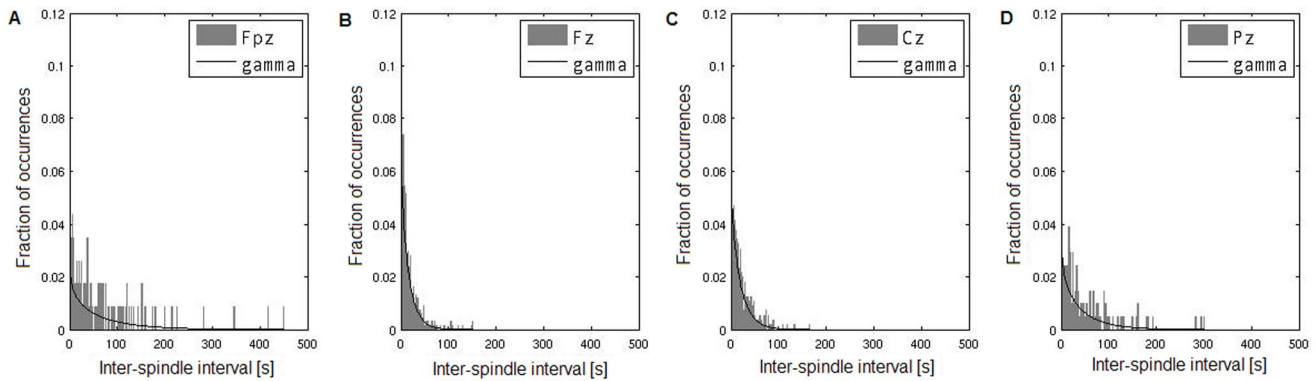 A
Fpz
gamma
Fraction of occurrences
0.12
0.1
0.08
0.06
0.04
0.02
0
0 100 200 300 400 500
Inter-spindle interval [s]
B
Fz
gamma
Fraction of occurrences
0.12
0.1
0.08
0.06
0.04
0.02
0
0 100 200 300 400 500
Inter-spindle interval [s]
C
Cz
gamma
Fraction of occurrences
0.12
0.1
0.08
0.06
0.04
0.02
0
0 100 200 300 400 500
Inter-spindle interval [s]
D
Pz
gamma
Fraction of occurrences
0.12
0.1
0.08
0.06
0.04
0.02
0
0 100 200 300 400 500
Inter-spindle interval [s]